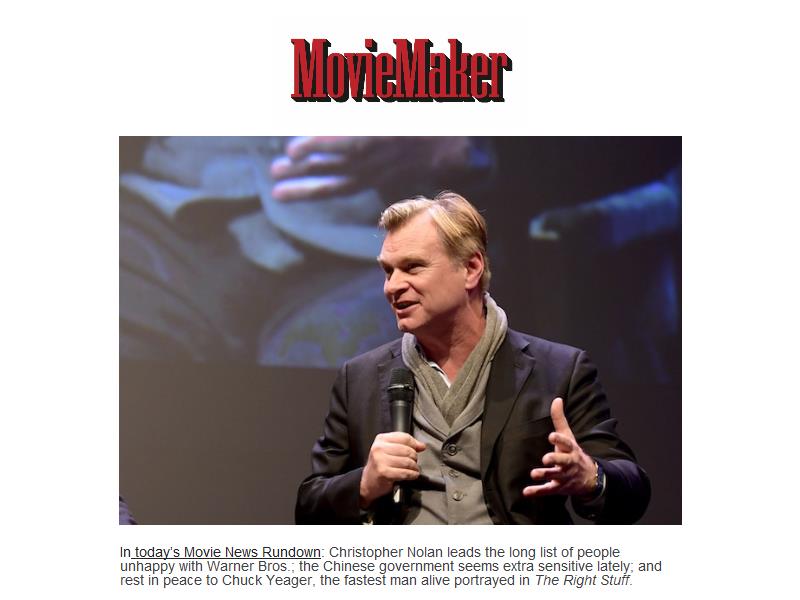 MovieMaker
In today's Movie News Rundown: Christopher Nolan leads the long list of people
unhappy with Warner Bros.; the Chinese government seems extra sensitive lately; and
rest in peace to Chuck Yeager, the fastest man alive portrayed in The Right Stuff.